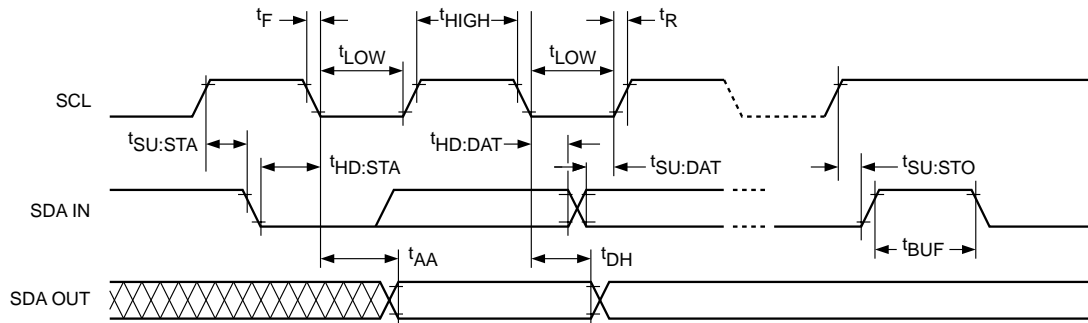 tF
tHIGH
tR
tLOW
tLOW
SCL
tSU:STA
tHD:STA
tHD:DAT
tSU:DAT
tSU:STO
SDA IN
tBUF
tAA
tDH
SDA OUT